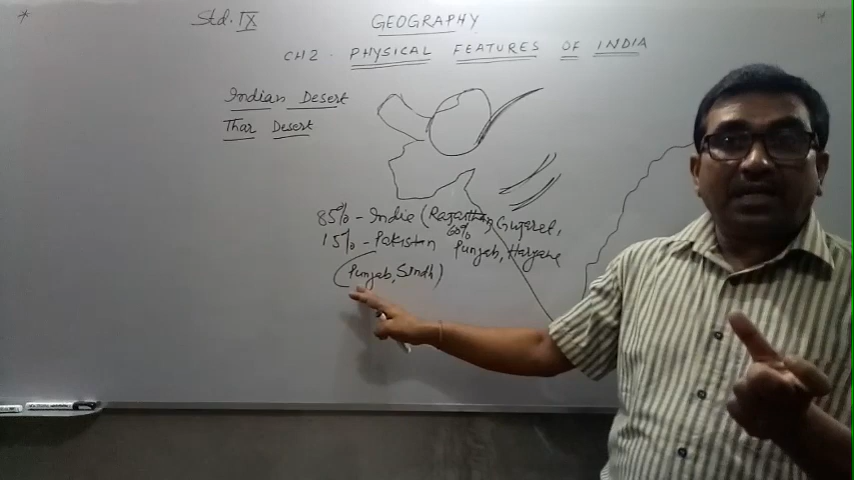 Std. IX
GEOGRAPHY
CH2 - PHYSICAL FEATURES OF INDIA
Indian Desert
Thar Desert
85% - India (Rajasthan, Gujarat,
60%
Punjab, Haryana
15% - Pakistan
(Punjab, Sindh)